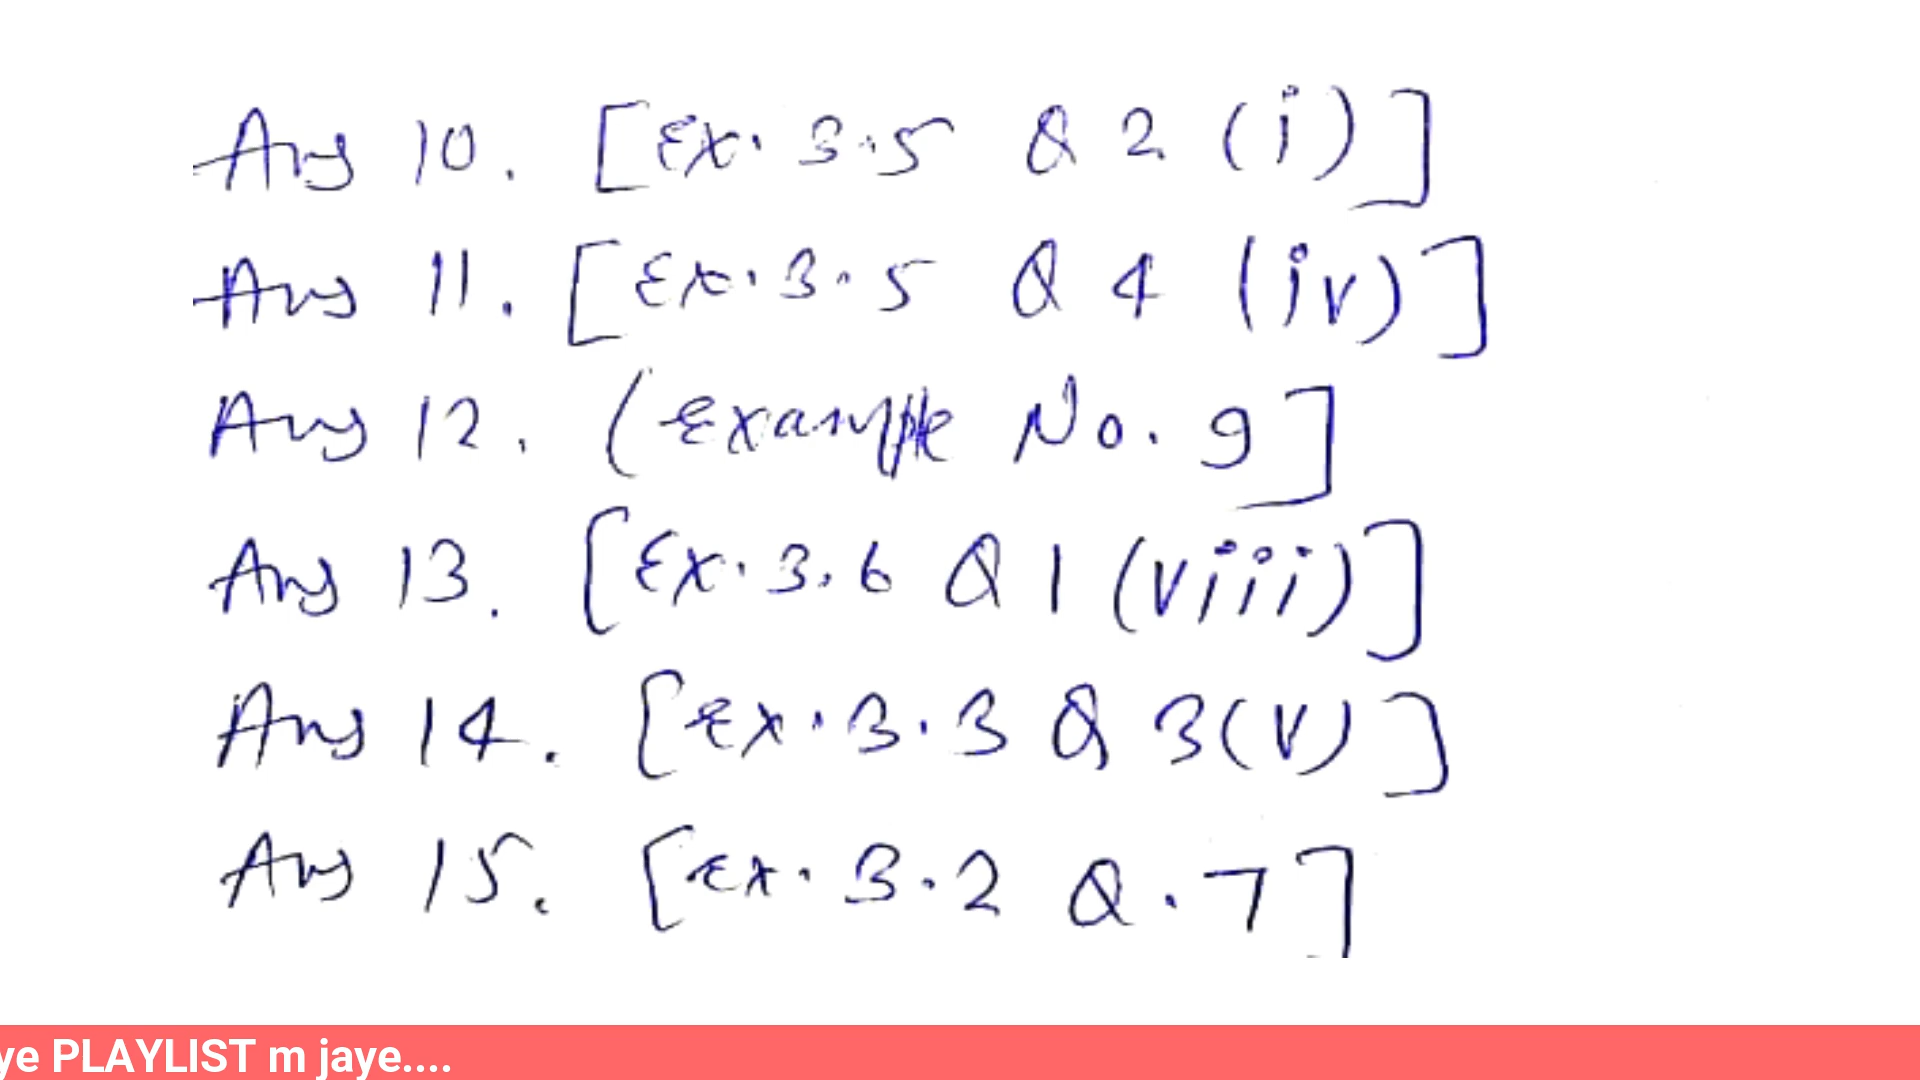 Ans 10. [Ex. 3.5 Q 2 (i)]
Ans 11. [Ex. 3.5 Q 4 (iv)]
Ans 12. (Example No. 9]
Ans 13. [Ex. 3.6 Q 1 (viii)]
Ans 14. [Ex. 3.3 Q 3(v)]
Ans 15. [Ex. 3.2 Q. 7]
ye PLAYLIST m jaye....